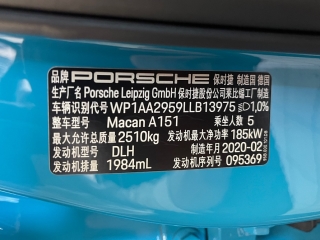 品牌 PORSCHE 保时捷 制造国 德国
生产厂名 Porsche Leipzig GmbH 保时捷股份公司莱比锡工厂制造
车辆识别代号 WP1AA2959LLB13975 1,0%
整车型号 Macan A151 乘坐人数 5
最大允许总质量 2510kg 发动机最大净功率 185kW
发动机型号 DLH 制造年月 2020-02
发动机排量 1984mL 发动机序号 095369